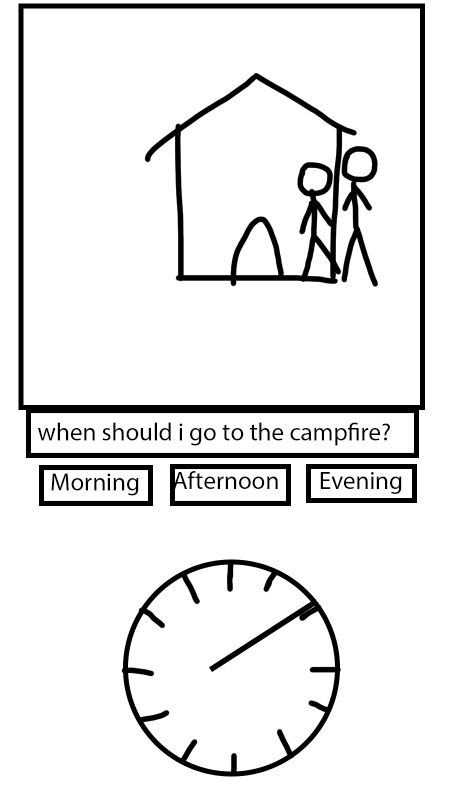 when should i go to the campfire?
Morning Afternoon Evening